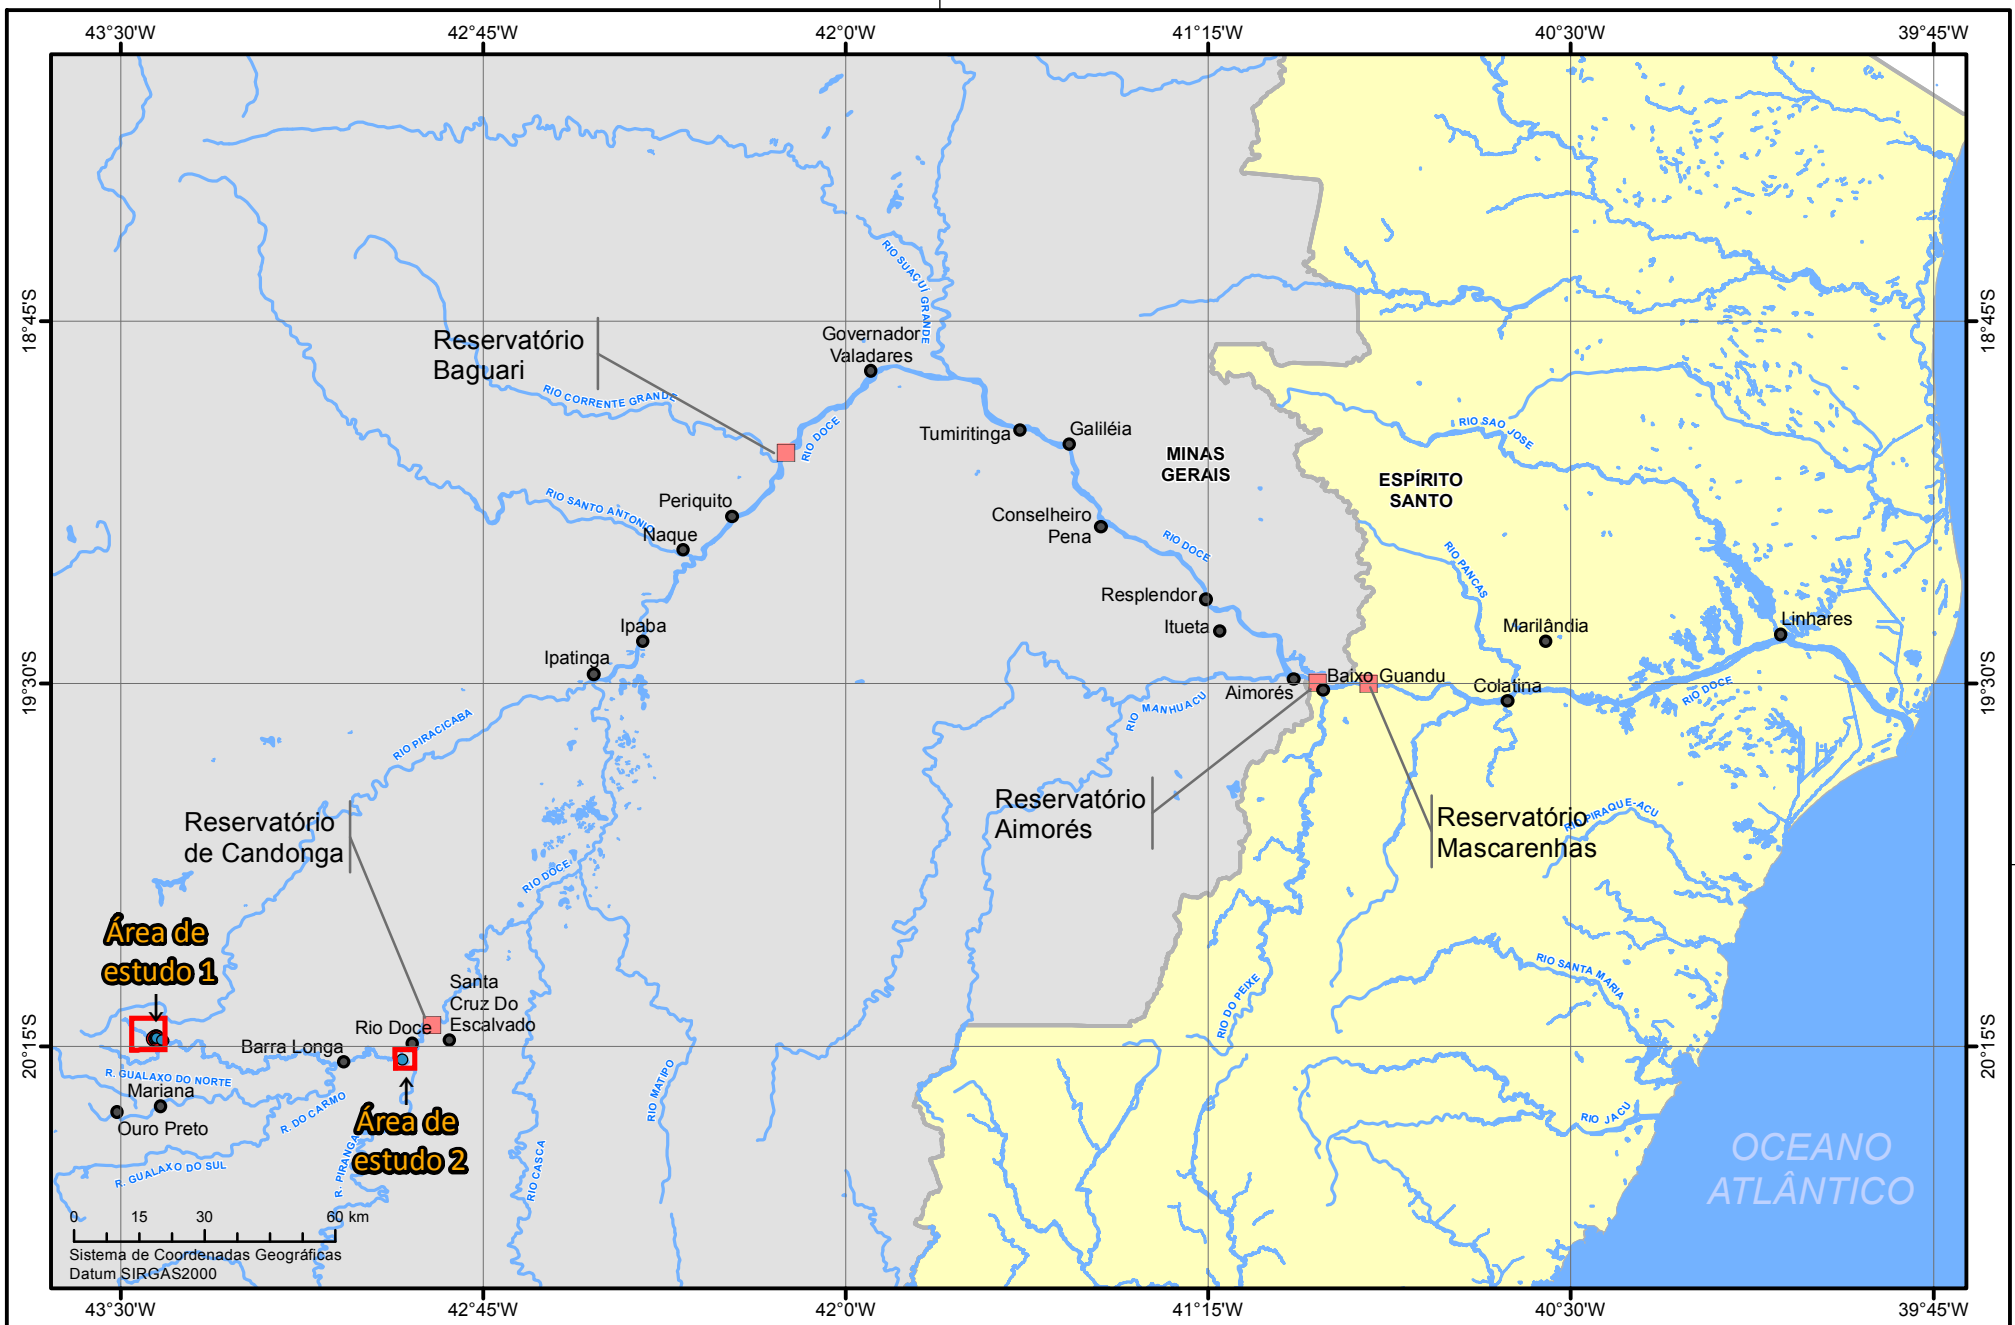 43°30'W
42°45'W
42°0'W
41°15'W
40°30'W
39°45'W
18°45'S
18°45'S
RIO SUAÇUÍ GRANDE
Reservatório
Baguari
Governador
Valadares
RIO CORRENTE GRANDE
RIO DOCE
Tumiritinga
Galiléia
MINAS
GERAIS
RIO SAO JOSE
ESPÍRITO
SANTO
Periquito
RIO SANTO ANTONIO
Naque
Conselheiro
Pena
RIO DOCE
RIO PANCAS
Resplendor
Itueta
Ipaba
Ipatinga
Marilândia
Linhares
19°30'S
19°30'S
Aimorés
Baixo Guandu
Colatina
RIO DOCE
RIO MANHUACU
RIO PIRACICABA
Reservatório
de Candonga
Reservatório
Aimorés
Reservatório
Mascarenhas
RIO PIRAQUE-ACU
RIO DOCE
Área de
estudo 1
Santa
Cruz Do
Escalvado
Rio Doce
Barra Longa
RIO SANTA MARIA
RIO DO PEIXE
20°15'S
20°15'S
R. GUALAXO DO NORTE
Mariana
Ouro Preto
R. DO CARMO
Área de
estudo 2
RIO MATIPO
RIO JACU
R. GUALAXO DO SUL
R. PIRANGA
RIO CASCA
OCEANO
ATLÂNTICO
0 15 30 60 km
Sistema de Coordenadas Geográficas
Datum SIRGAS2000
43°30'W
42°45'W
42°0'W
41°15'W
40°30'W
39°45'W